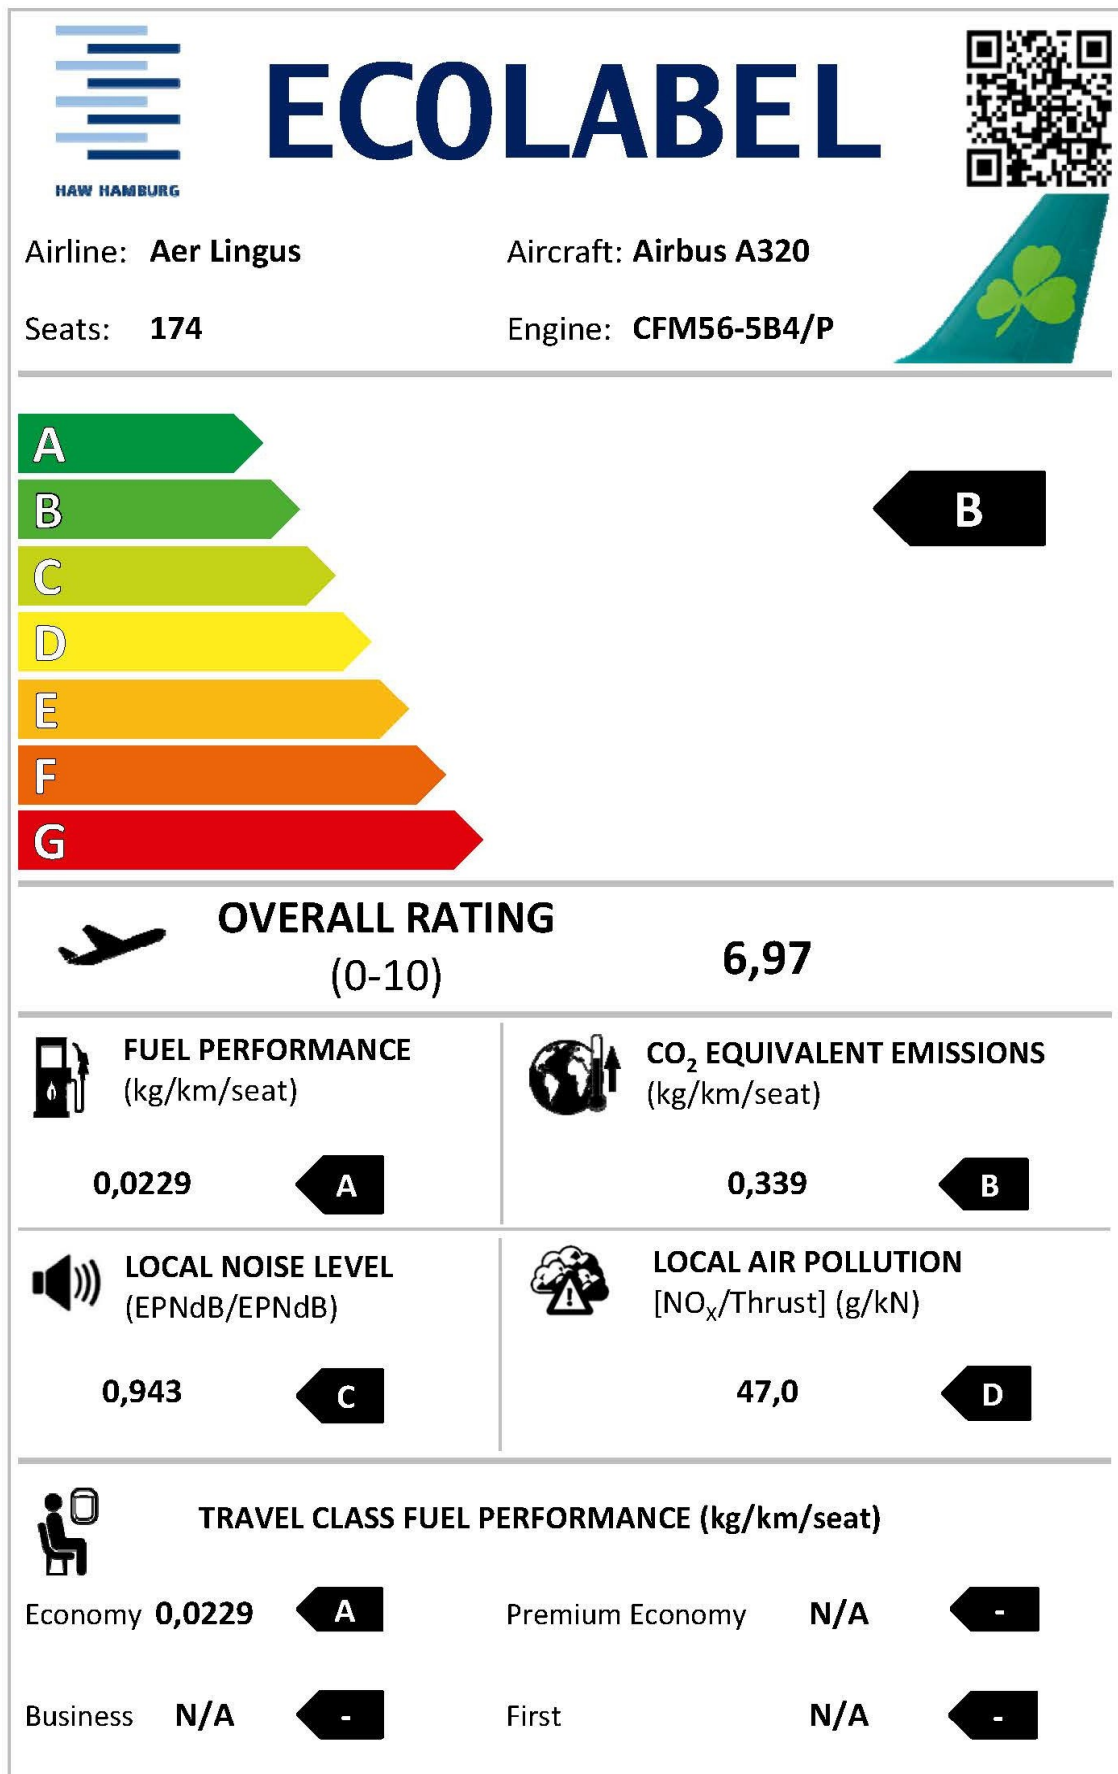 ECOLABEL
HAW HAMBURG
Airline: Aer Lingus
Aircraft: Airbus A320
Seats: 174
Engine: CFM56-5B4/P
A
B
B
C
D
E
F
G
OVERALL RATING
(0-10)
6,97
FUEL PERFORMANCE
(kg/km/seat)
0,0229
A
CO₂ EQUIVALENT EMISSIONS
(kg/km/seat)
0,339
B
LOCAL NOISE LEVEL
(EPNdB/EPNdB)
0,943
C
LOCAL AIR POLLUTION
[NOₓ/Thrust] (g/kN)
47,0
D
TRAVEL CLASS FUEL PERFORMANCE (kg/km/seat)
Economy 0,0229 A
Premium Economy N/A -
Business N/A -
First N/A -